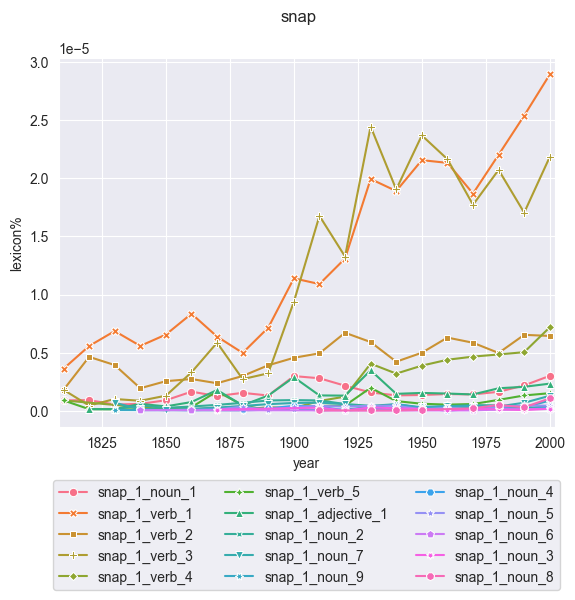 snap
1e−5
3.0
2.5
2.0
1.5
1.0
0.5
0.0
lexicon%
1825 1850 1875 1900 1925 1950 1975 2000
year
snap_1_noun_1 snap_1_verb_5 snap_1_noun_4
snap_1_verb_1 snap_1_adjective_1 snap_1_noun_5
snap_1_verb_2 snap_1_noun_2 snap_1_noun_6
snap_1_verb_3 snap_1_noun_7 snap_1_noun_3
snap_1_verb_4 snap_1_noun_9 snap_1_noun_8